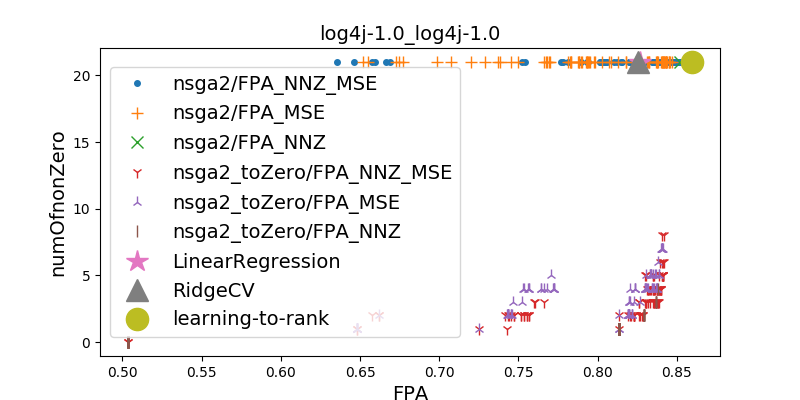 log4j-1.0_log4j-1.0
numOfnonZero
20
15
10
5
0
nsga2/FPA_NNZ_MSE
nsga2/FPA_MSE
nsga2/FPA_NNZ
nsga2_toZero/FPA_NNZ_MSE
nsga2_toZero/FPA_MSE
nsga2_toZero/FPA_NNZ
LinearRegression
RidgeCV
learning-to-rank
0.50 0.55 0.60 0.65 0.70 0.75 0.80 0.85
FPA